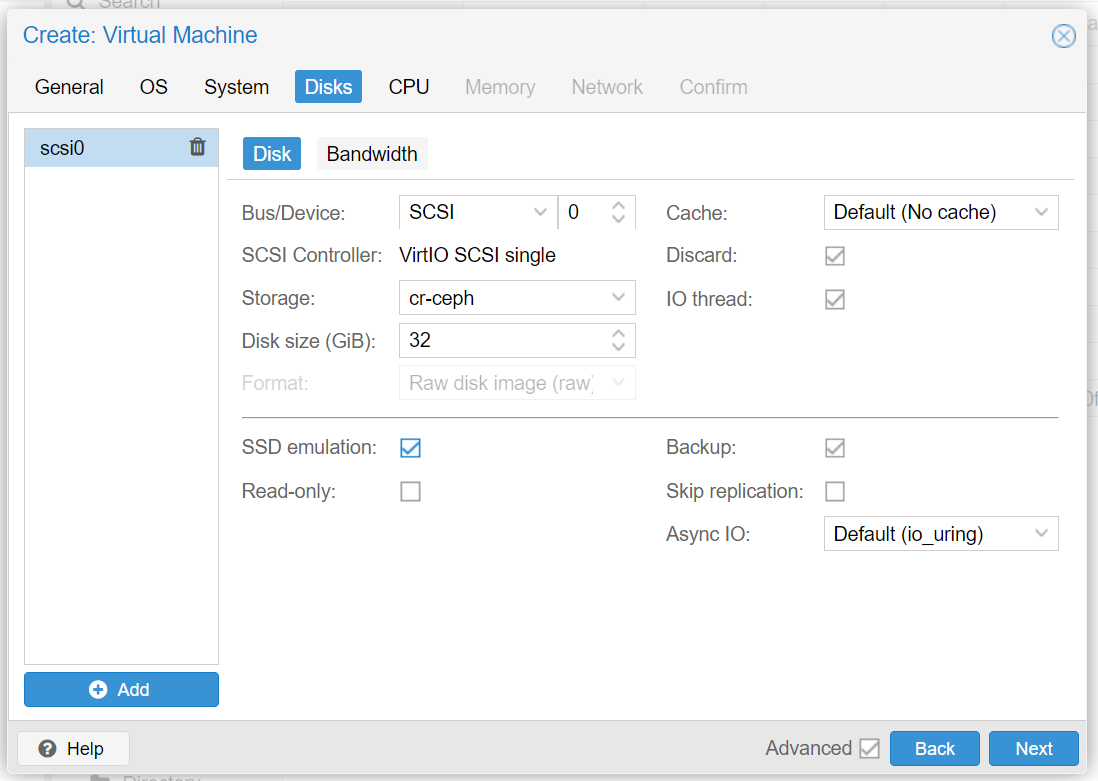 Search
Create: Virtual Machine
General OS System Disks CPU Memory Network Confirm
scsi0
Disk Bandwidth
Bus/Device: SCSI 0 Cache: Default (No cache)
SCSI Controller: VirtIO SCSI single Discard:
Storage: cr-ceph IO thread:
Disk size (GiB): 32
Format: Raw disk image (raw)
SSD emulation: Backup:
Read-only: Skip replication:
Async IO: Default (io_uring)
Add
Help Advanced Back Next
Directory